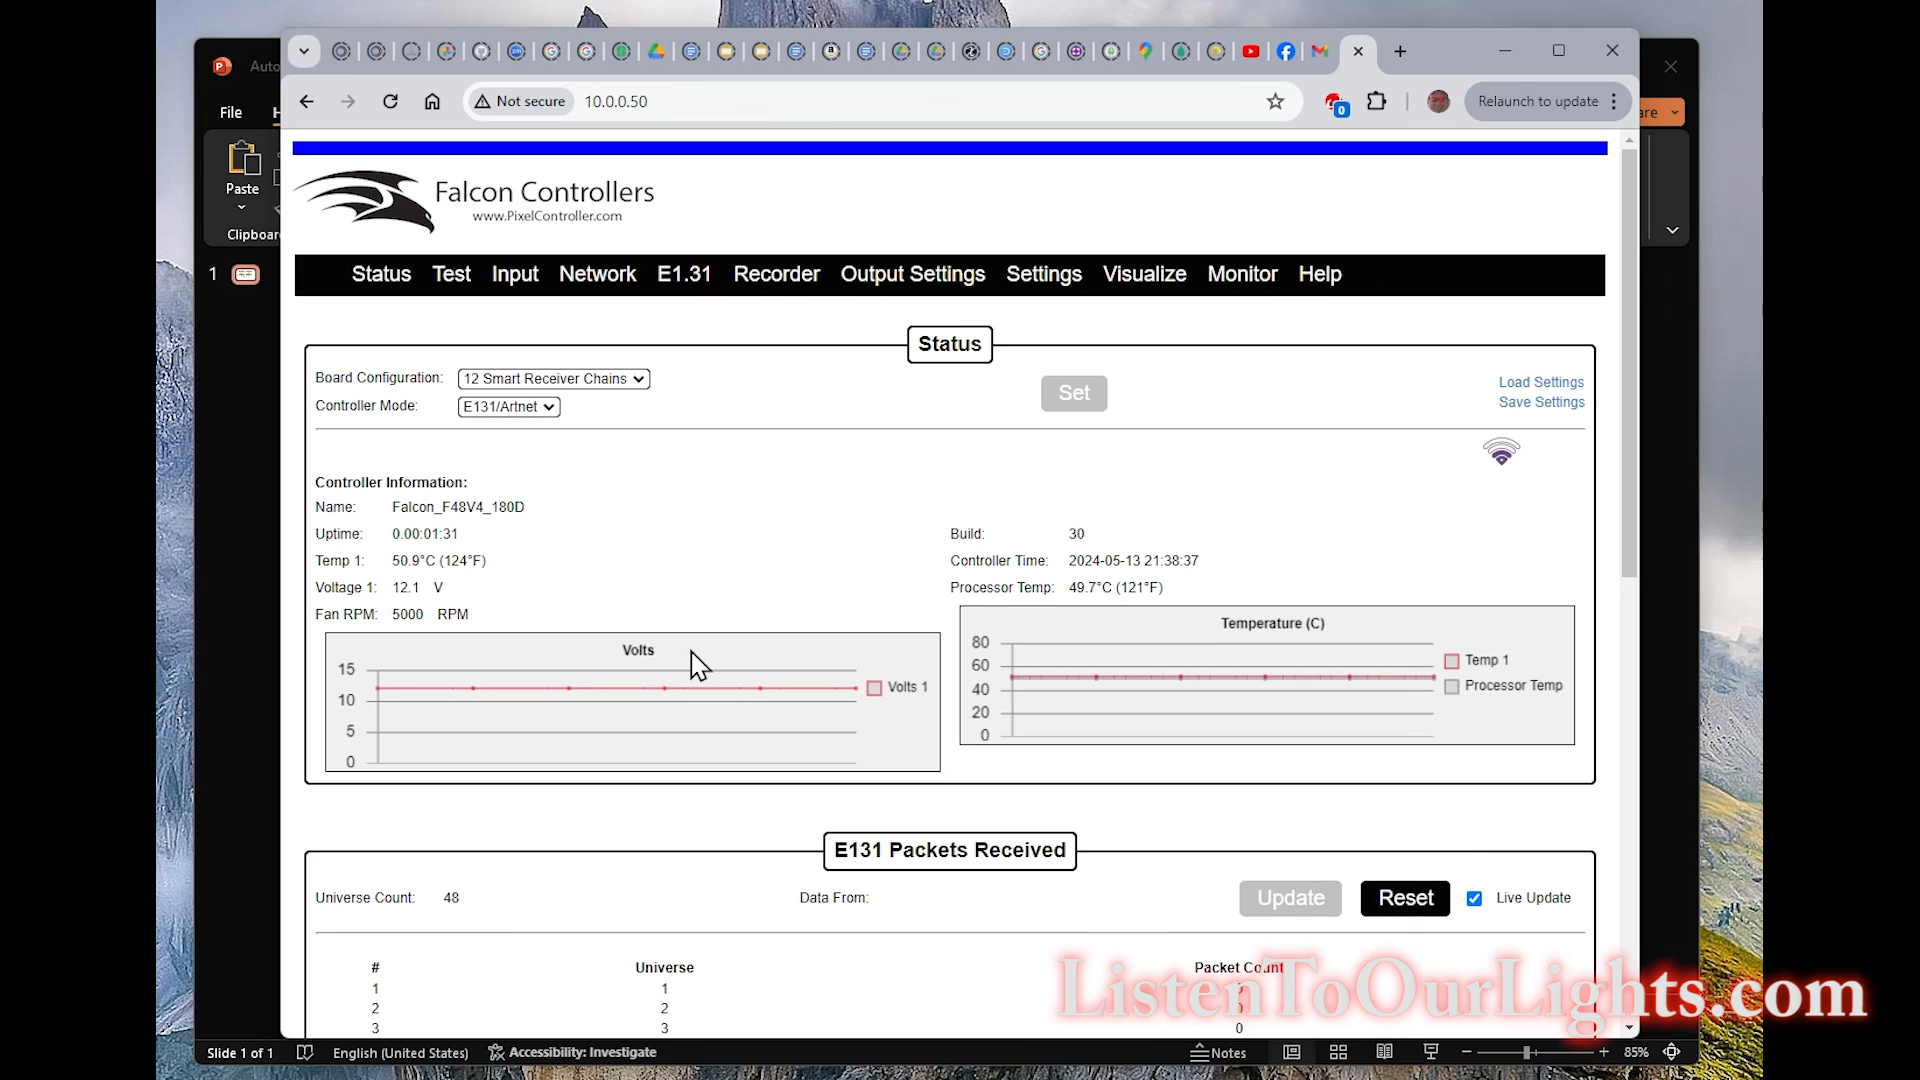 Auto
Not secure
10.0.0.50
0
Relaunch to update
File
Paste
Clipboar
are
Falcon Controllers
www.PixelController.com
1
Status Test Input Network E1.31 Recorder Output Settings Settings Visualize Monitor Help
Status
Board Configuration: 12 Smart Receiver Chains
Controller Mode: E131/Artnet
Set
Load Settings
Save Settings
Controller Information:
Name: Falcon_F48V4_180D
Uptime: 0.00:01:31
Build: 30
Temp 1: 50.9°C (124°F)
Controller Time: 2024-05-13 21:38:37
Voltage 1: 12.1 V
Processor Temp: 49.7°C (121°F)
Fan RPM: 5000 RPM
Volts
15
10
5
0
Volts 1
Temperature (C)
80
60
40
20
0
Temp 1
Processor Temp
E131 Packets Received
Universe Count: 48
Data From:
Update
Reset
Live Update
# Universe Packet Count
1 1
2 2
3 3 0
ListenToOurLights.com
Slide 1 of 1
English (United States)
Accessibility: Investigate
Notes
85%